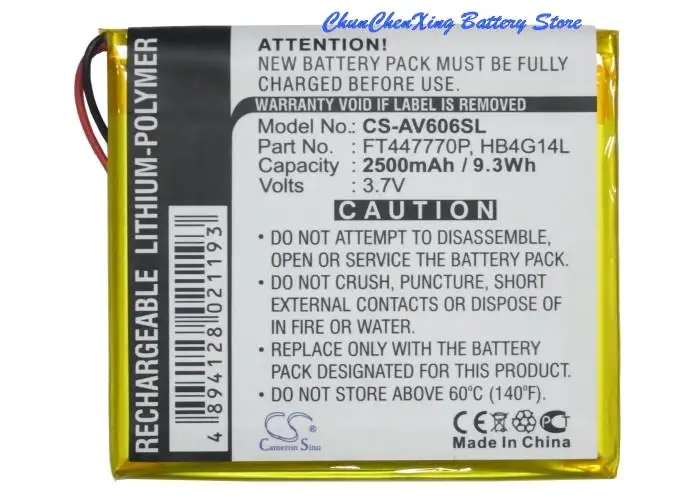 ChunChenXing Battery Store
ATTENTION!
NEW BATTERY PACK MUST BE FULLY
CHARGED BEFORE USE.
WARRANTY VOID IF LABEL IS REMOVED
Model No.: CS-AV606SL
Part No. : FT447770P, HB4G14L
Capacity : 2500mAh / 9.3Wh
Volts : 3.7V
CAUTION
• DO NOT ATTEMPT TO DISASSEMBLE,
OPEN OR SERVICE THE BATTERY PACK.
• DO NOT CRUSH, PUNCTURE, SHORT
EXTERNAL CONTACTS OR DISPOSE OF
IN FIRE OR WATER.
• REPLACE ONLY WITH THE BATTERY
PACK DESIGNATED FOR THIS PRODUCT.
• DO NOT STORE ABOVE 60°C (140°F).
RECHARGEABLE LITHIUM-POLYMER
4894128021193
CS
Cameron Sino
CE FC
Made In China